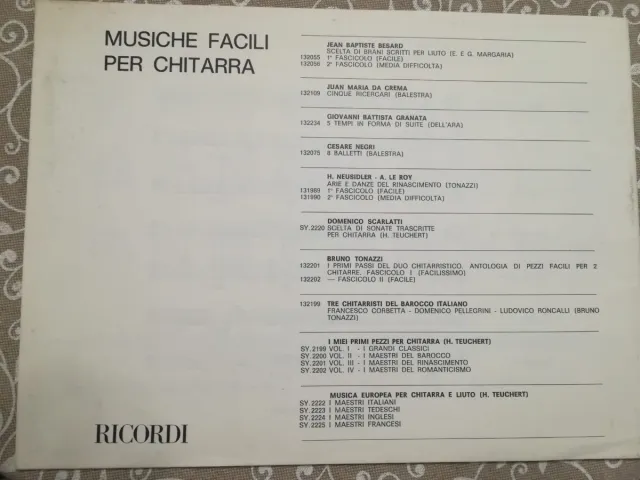 MUSICHE FACILI
PER CHITARRA
JEAN BAPTISTE BESARD
SCELTA DI BRANI SCRITTI PER LIUTO (E. E G. MARGARIA)
132055 1° FASCICOLO (FACILE)
132056 2° FASCICOLO (MEDIA DIFFICOLTA)
JUAN MARIA DA CREMA
132109 CINQUE RICERCARI (BALESTRA)
GIOVANNI BATTISTA GRANATA
132234 5 TEMPI IN FORMA DI SUITE (DELL'ARA)
CESARE NEGRI
132075 8 BALLETTI (BALESTRA)
H. NEUSIDLER - A. LE ROY
ARIE E DANZE DEL RINASCIMENTO (TONAZZI)
131989 1° FASCICOLO (FACILE)
131990 2° FASCICOLO (MEDIA DIFFICOLTA)
DOMENICO SCARLATTI
SY. 2220 SCELTA DI SONATE TRASCRITTE
PER CHITARRA (H. TEUCHERT)
BRUNO TONAZZI
132201 I PRIMI PASSI DEL DUO CHITARRISTICO. ANTOLOGIA DI PEZZI FACILI PER 2
CHITARRE. FASCICOLO I (FACILISSIMO)
132202 — FASCICOLO II (FACILE)
132199 TRE CHITARRISTI DEL BAROCCO ITALIANO
FRANCESCO CORBETTA - DOMENICO PELLEGRINI - LUDOVICO RONCALLI (BRUNO
TONAZZI)
I MIEI PRIMI PEZZI PER CHITARRA (H. TEUCHERT)
SY. 2199 VOL. I - I GRANDI CLASSICI
SY. 2200 VOL. II - I MAESTRI DEL BAROCCO
SY. 2201 VOL. III - I MAESTRI DEL RINASCIMENTO
SY. 2202 VOL. IV - I MAESTRI DEL ROMANTICISMO
MUSICA EUROPEA PER CHITARRA E LIUTO (H. TEUCHERT)
SY. 2222 I MAESTRI ITALIANI
SY. 2223 I MAESTRI TEDESCHI
SY. 2224 I MAESTRI INGLESI
SY. 2225 I MAESTRI FRANCESI
RICORDI